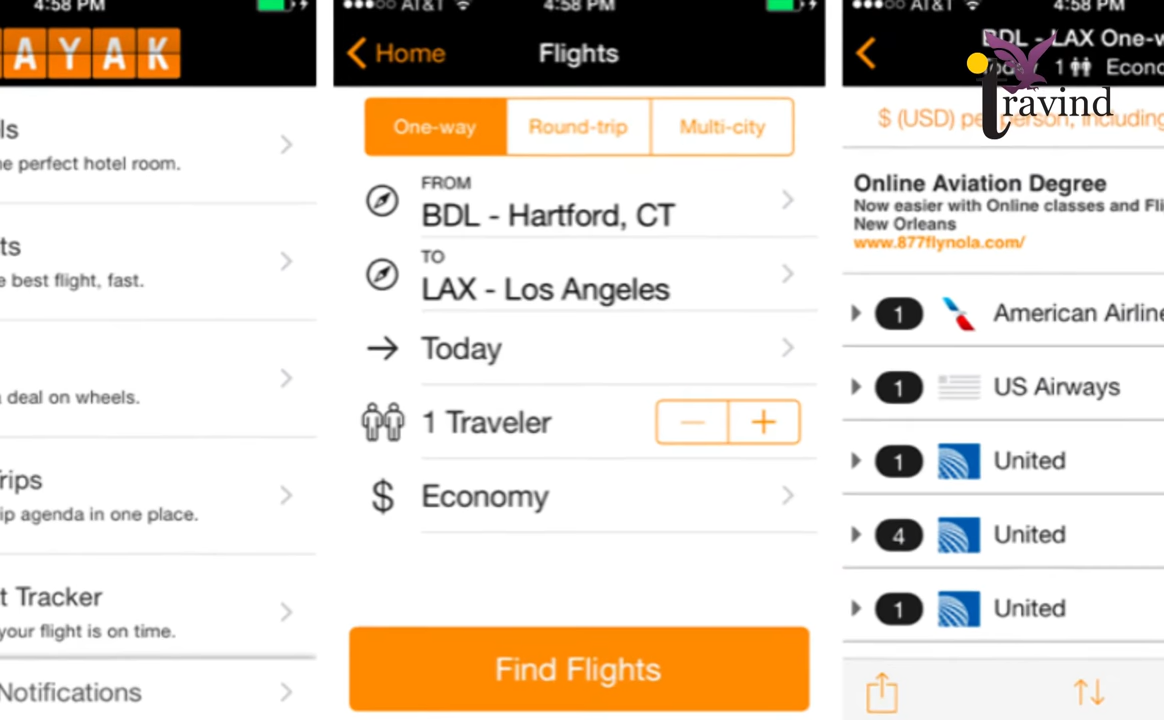 4:58 PM
AYAK
ls
e perfect hotel room.
ts
e best flight, fast.
deal on wheels.
rips
ip agenda in one place.
t Tracker
your flight is on time.
Notifications
AT&T 4:58 PM
Home Flights
One-way Round-trip Multi-city
FROM
BDL - Hartford, CT
TO
LAX - Los Angeles
Today
1 Traveler
$ Economy
Find Flights
AT&T 4:58 PM
BDL - LAX One-w
1 Econo
travind
$ (USD) per person, including
Online Aviation Degree
Now easier with Online classes and Fli
New Orleans
www.877flynola.com/
1 American Airline
1 US Airways
1 United
4 United
1 United